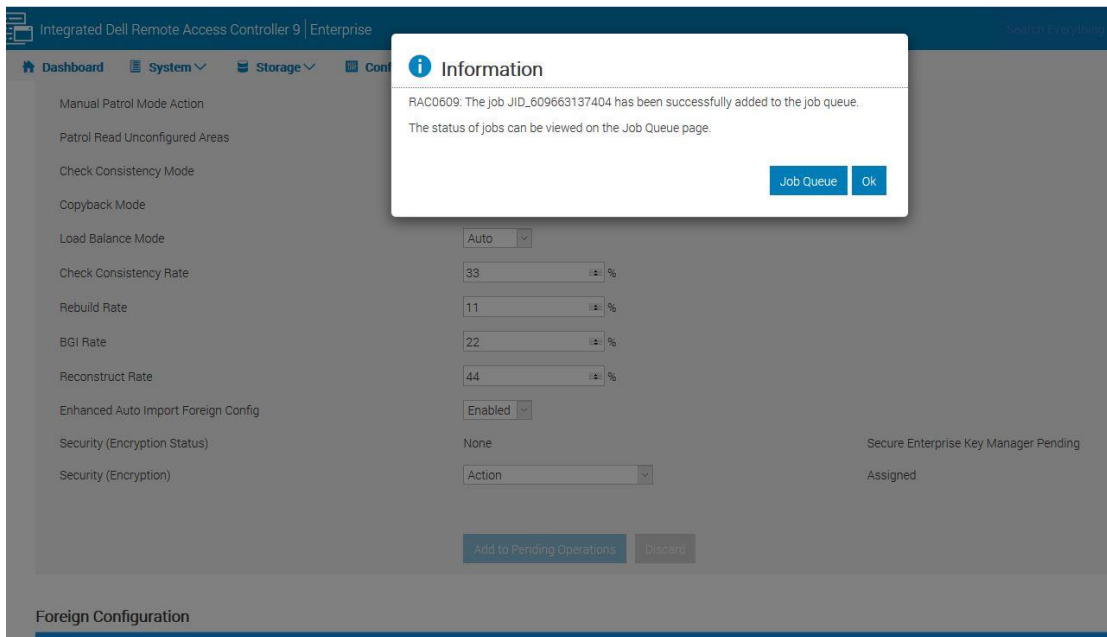 Integrated Dell Remote Access Controller 9 | Enterprise
Search Everything
Dashboard System Storage Conf
Information
RAC0609: The job JID_609663137404 has been successfully added to the job queue.
The status of jobs can be viewed on the Job Queue page.
Job Queue Ok
Manual Patrol Mode Action
Patrol Read Unconfigured Areas
Check Consistency Mode
Copyback Mode
Load Balance Mode Auto
Check Consistency Rate 33 %
Rebuild Rate 11 %
BGI Rate 22 %
Reconstruct Rate 44 %
Enhanced Auto Import Foreign Config Enabled
Security (Encryption Status) None Secure Enterprise Key Manager Pending
Security (Encryption) Action Assigned
Add to Pending Operations Discard
Foreign Configuration